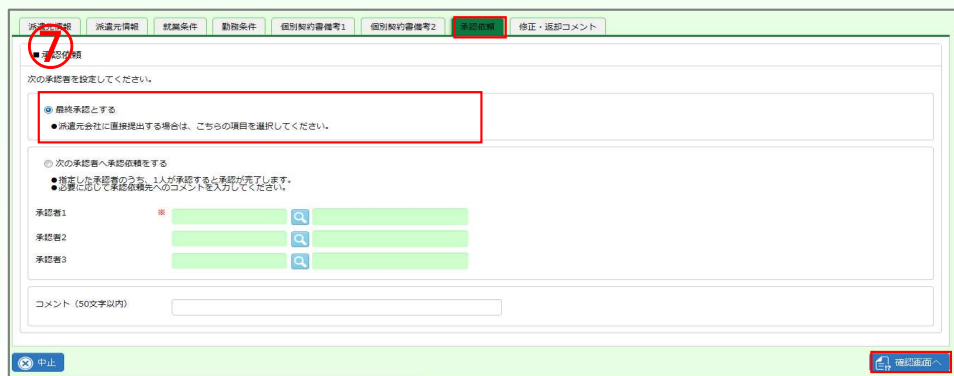 派遣元情報 派遣元情報 就業条件 勤務条件 個別契約書備考1 個別契約書備考2 承認依頼 修正・返却コメント
⑦
■承認依頼
次の承認者を設定してください。
最終承認とする
●派遣元会社に直接提出する場合は、こちらの項目を選択してください。
次の承認者へ承認依頼をする
●指定した承認者のうち、1人が承認すると承認が完了します。
●必要に応じて承認依頼先へのコメントを入力してください。
承認者1 ※
承認者2
承認者3
コメント（50文字以内）
中止 確認画面へ